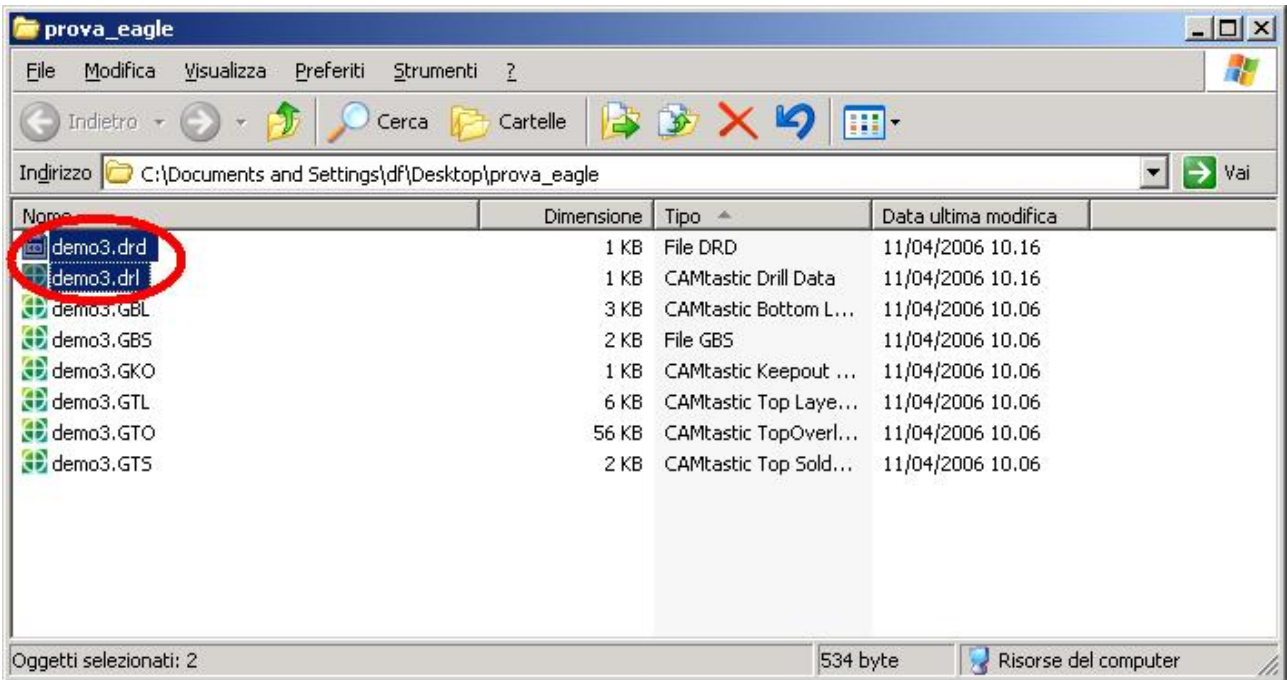 prova_eagle
File Modifica Visualizza Preferiti Strumenti ?
Indietro Cerca Cartelle
Indirizzo C:\Documents and Settings\df\Desktop\prova_eagle Vai
Nome Dimensione Tipo Data ultima modifica
demo3.drd 1 KB File DRD 11/04/2006 10.16
demo3.drl 1 KB CAMtastic Drill Data 11/04/2006 10.16
demo3.GBL 3 KB CAMtastic Bottom L... 11/04/2006 10.06
demo3.GBS 2 KB File GBS 11/04/2006 10.06
demo3.GKO 1 KB CAMtastic Keepout ... 11/04/2006 10.06
demo3.GTL 6 KB CAMtastic Top Laye... 11/04/2006 10.06
demo3.GTO 56 KB CAMtastic TopOverl... 11/04/2006 10.06
demo3.GTS 2 KB CAMtastic Top Sold... 11/04/2006 10.06
Oggetti selezionati: 2 534 byte Risorse del computer